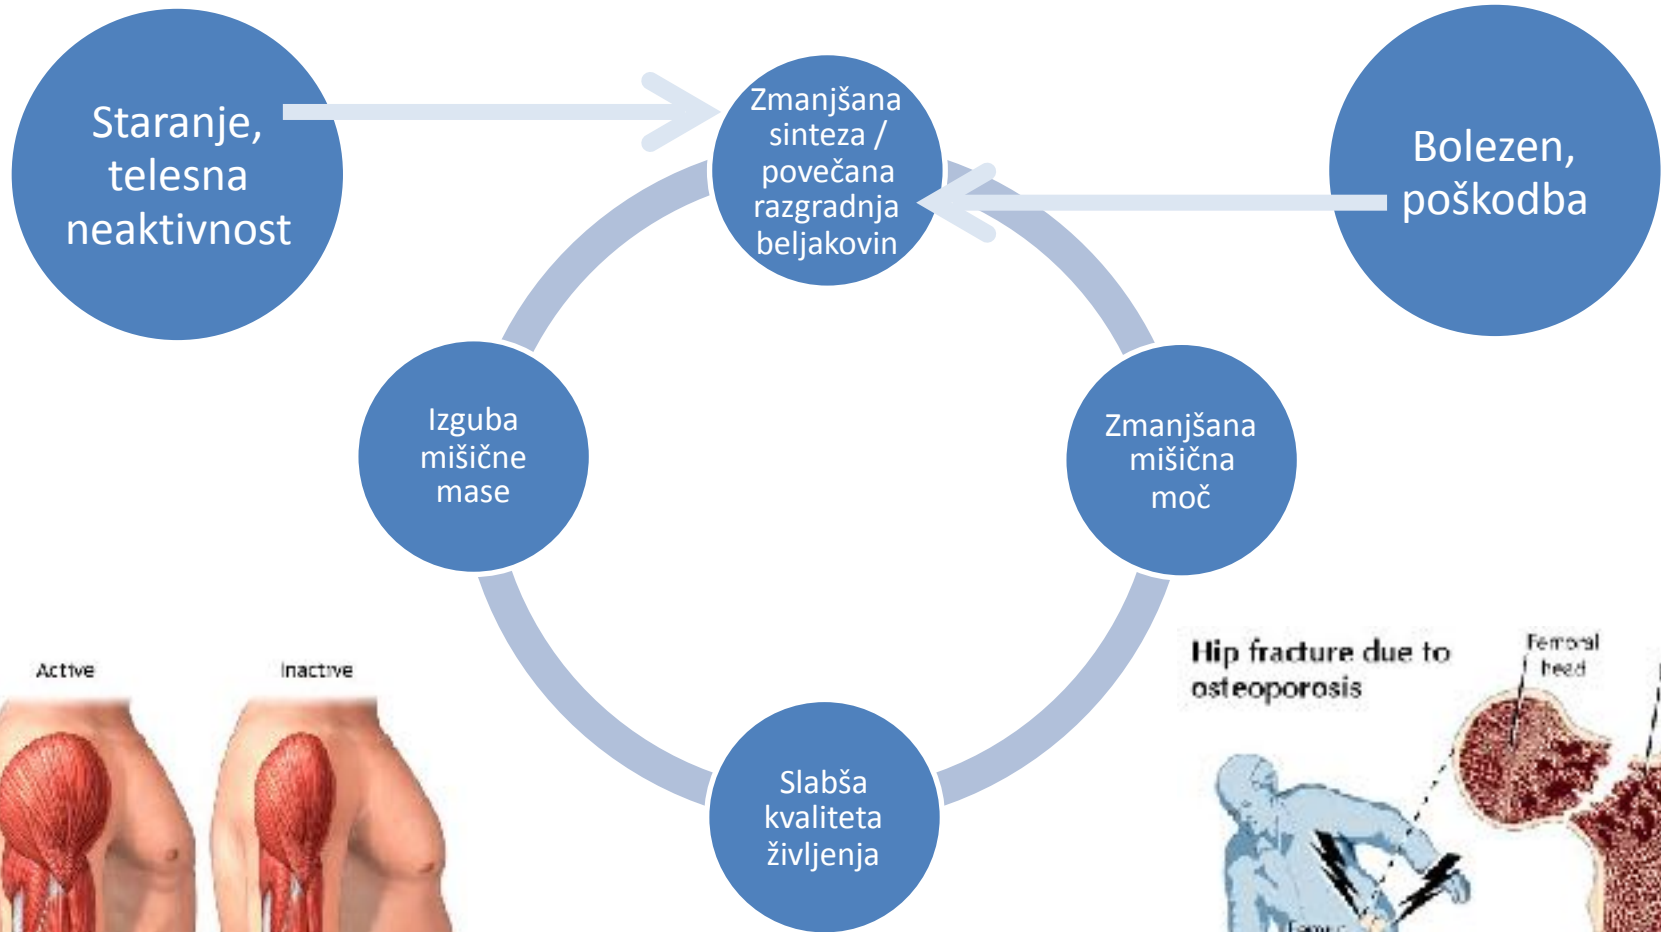 Staranje,
telesna
neaktivnost
Zmanjšana
sinteza /
povečana
razgradnja
beljakovin
Bolezen,
poškodba
Izguba
mišične
mase
Zmanjšana
mišična
moč
Slabša
kvaliteta
življenja
Active
Inactive
Hip fracture due to
osteoporosis
Femoral
head
Femur